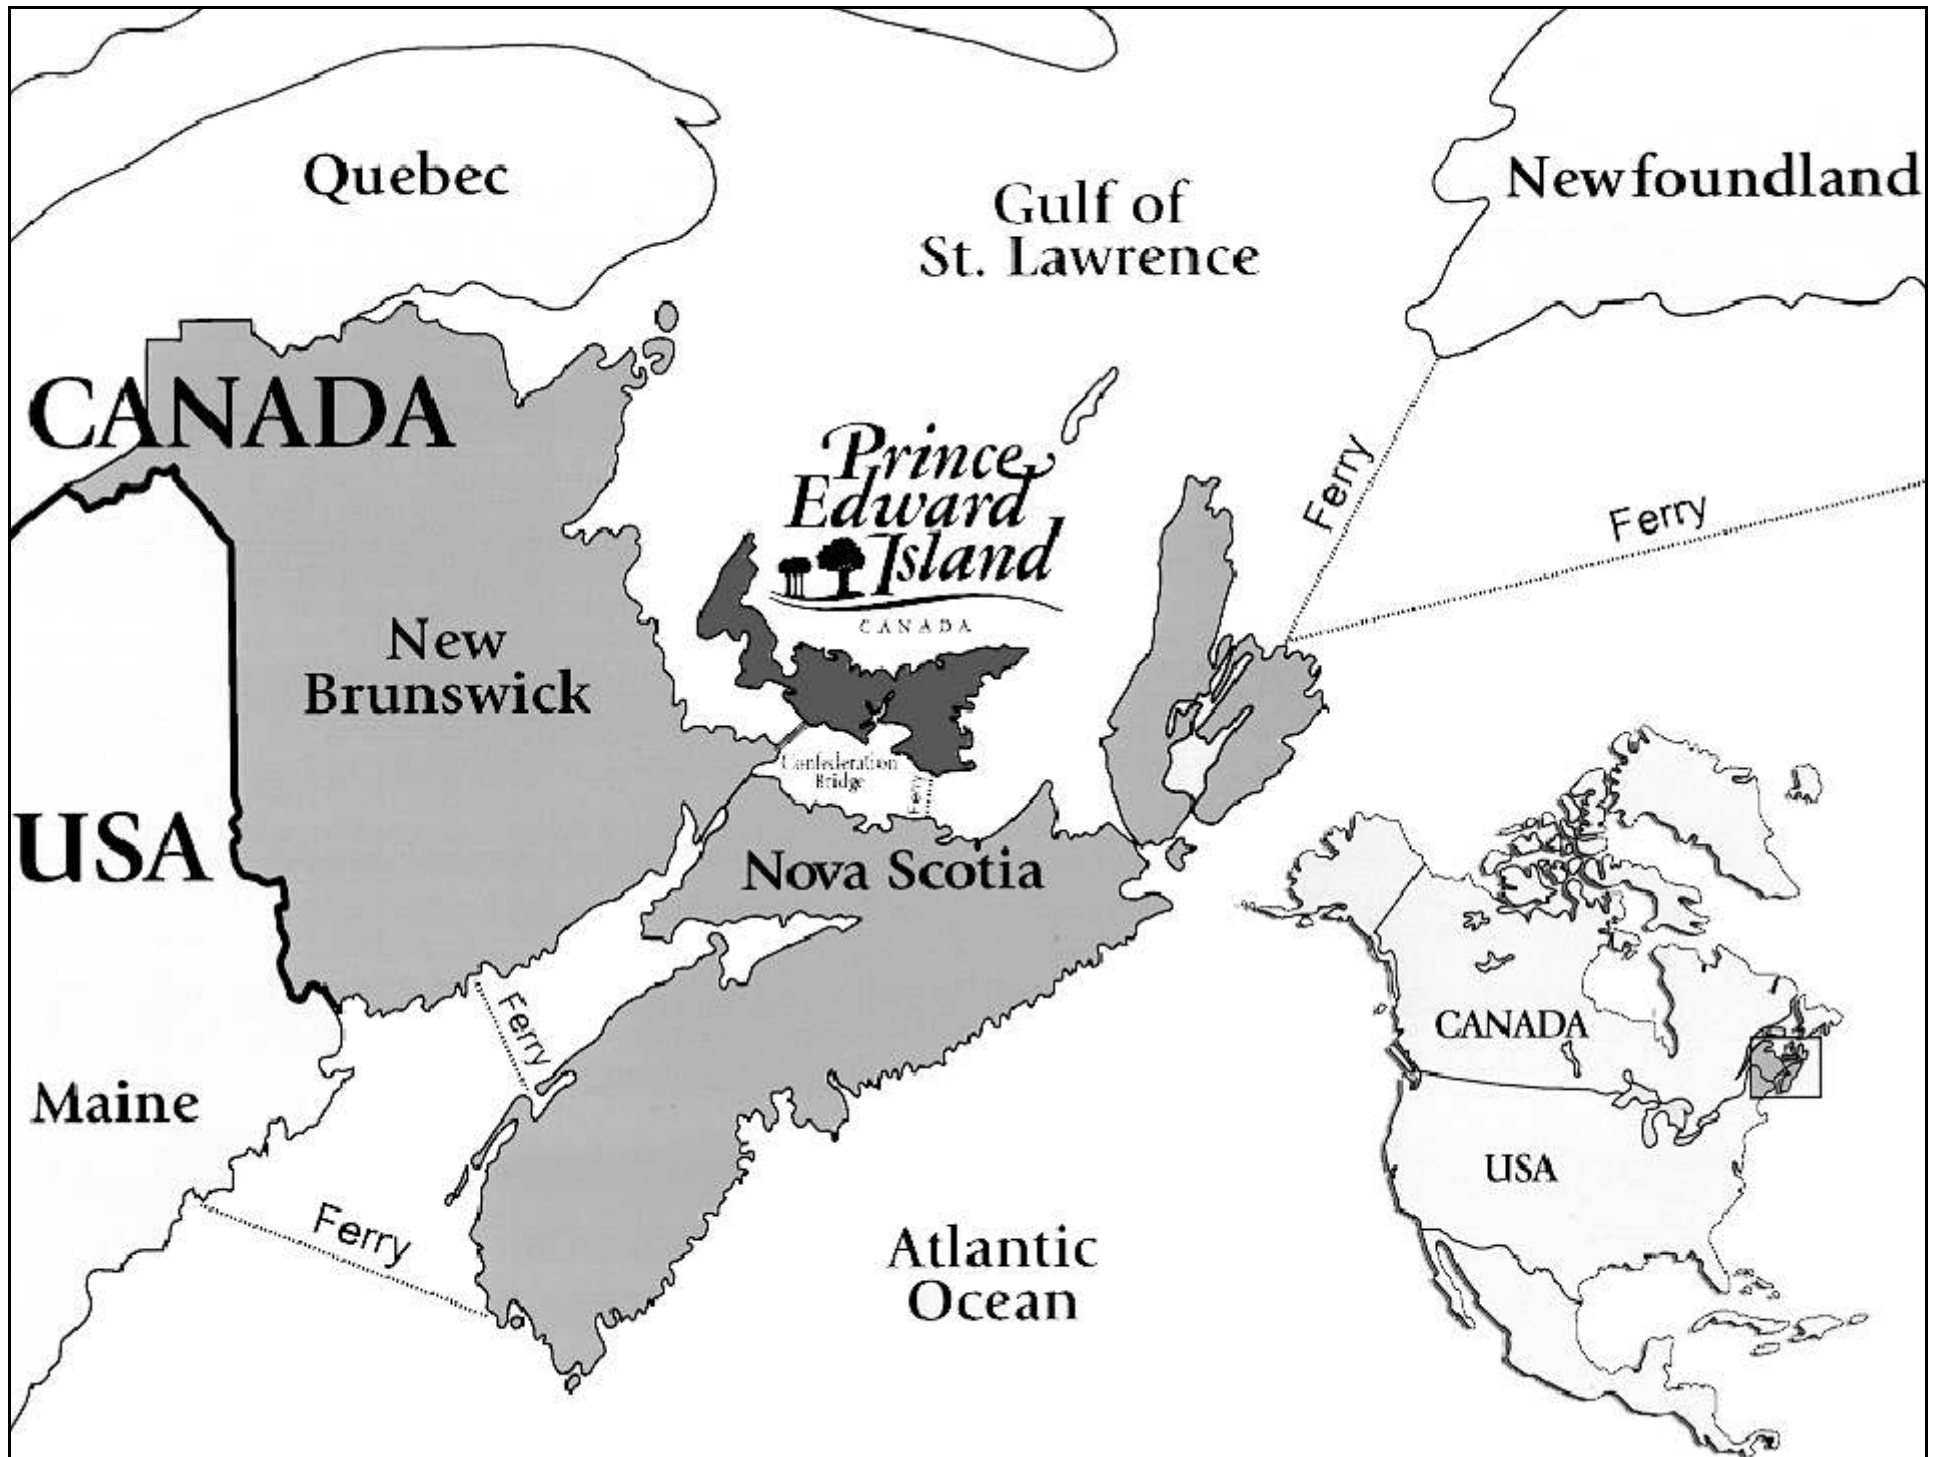 Quebec
Gulf of
St. Lawrence
Newfoundland
CANADA
Prince
Edward
Island
CANADA
Ferry
Ferry
New
Brunswick
Confederation
Bridge
Ferry
USA
Nova Scotia
Ferry
Maine
Ferry
Atlantic
Ocean
CANADA
USA